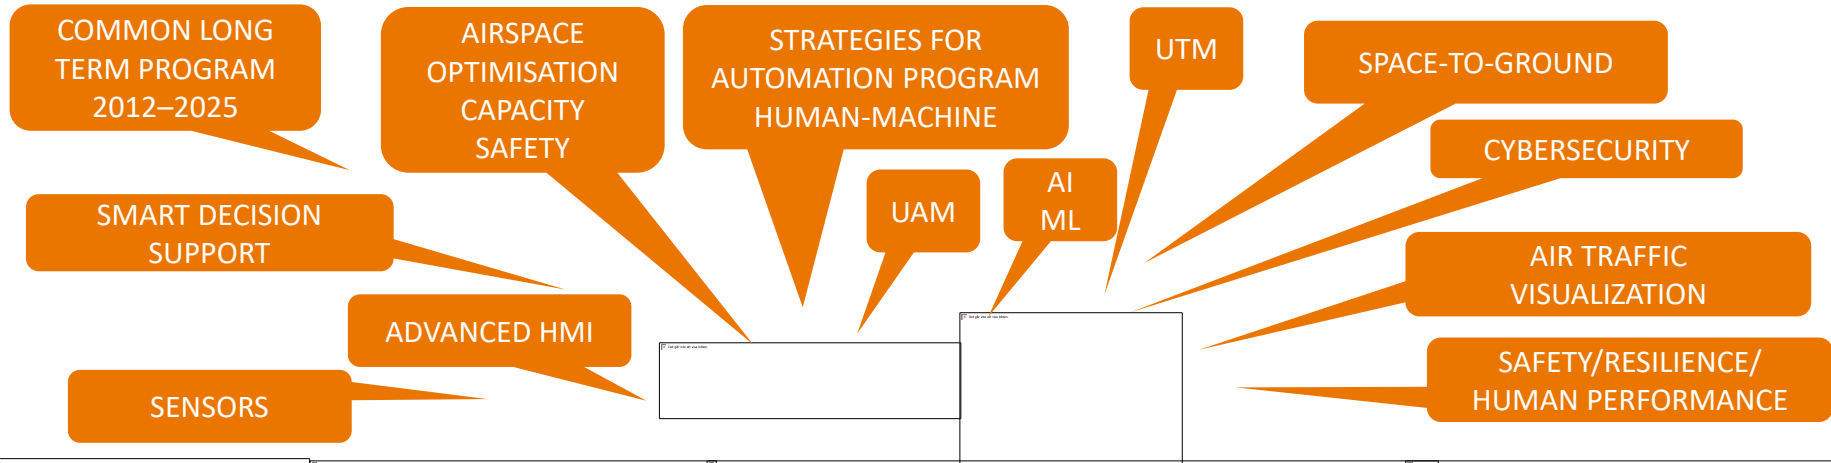 COMMON LONG
TERM PROGRAM
2012–2025
AIRSPACE
OPTIMISATION
CAPACITY
SAFETY
STRATEGIES FOR
AUTOMATION PROGRAM
HUMAN-MACHINE
UTM
SPACE-TO-GROUND
CYBERSECURITY
AI
ML
UAM
SMART DECISION
SUPPORT
AIR TRAFFIC
VISUALIZATION
ADVANCED HMI
SAFETY/RESILIENCE/
HUMAN PERFORMANCE
SENSORS